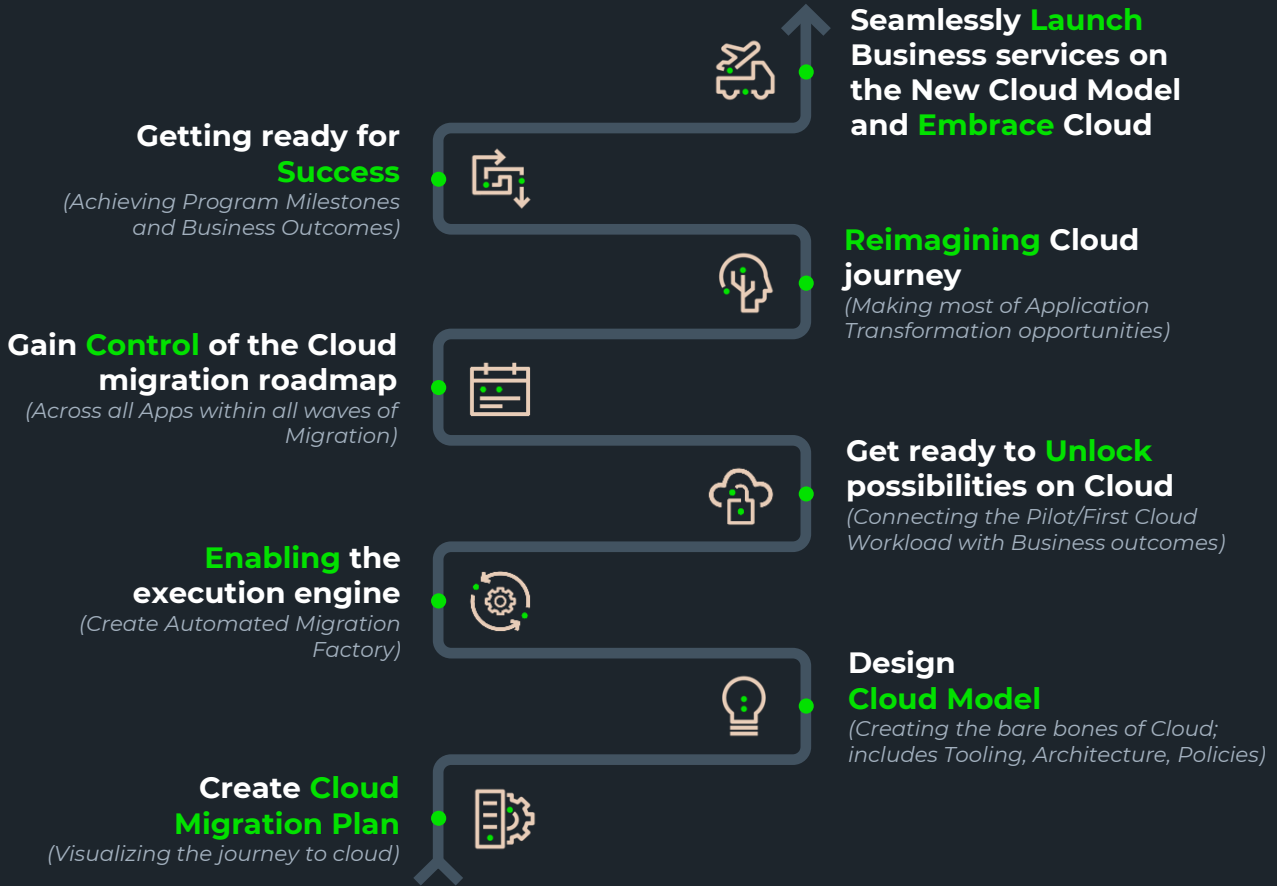 Seamlessly Launch
Business services on
the New Cloud Model
and Embrace Cloud
Getting ready for
Success
(Achieving Program Milestones
and Business Outcomes)
Reimagining Cloud
journey
(Making most of Application
Transformation opportunities)
Gain Control of the Cloud
migration roadmap
(Across all Apps within all waves of
Migration)
Get ready to Unlock
possibilities on Cloud
(Connecting the Pilot/First Cloud
Workload with Business outcomes)
Enabling the
execution engine
(Create Automated Migration
Factory)
Design
Cloud Model
(Creating the bare bones of Cloud;
includes Tooling, Architecture, Policies)
Create Cloud
Migration Plan
(Visualizing the journey to cloud)